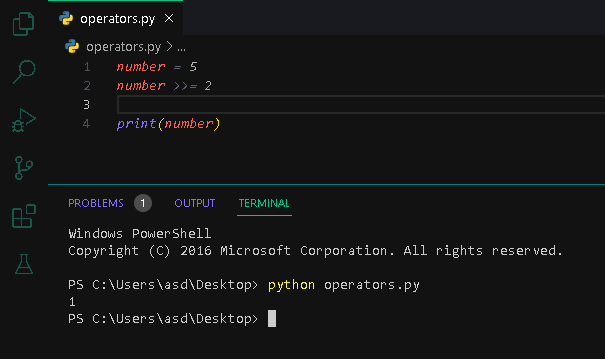 operators.py ×
operators.py > ...
1 number = 5
2 number >>= 2
3
4 print(number)
PROBLEMS 1 OUTPUT TERMINAL
Windows PowerShell
Copyright (C) 2016 Microsoft Corporation. All rights reserved.
PS C:\Users\asd\Desktop> python operators.py
1
PS C:\Users\asd\Desktop>